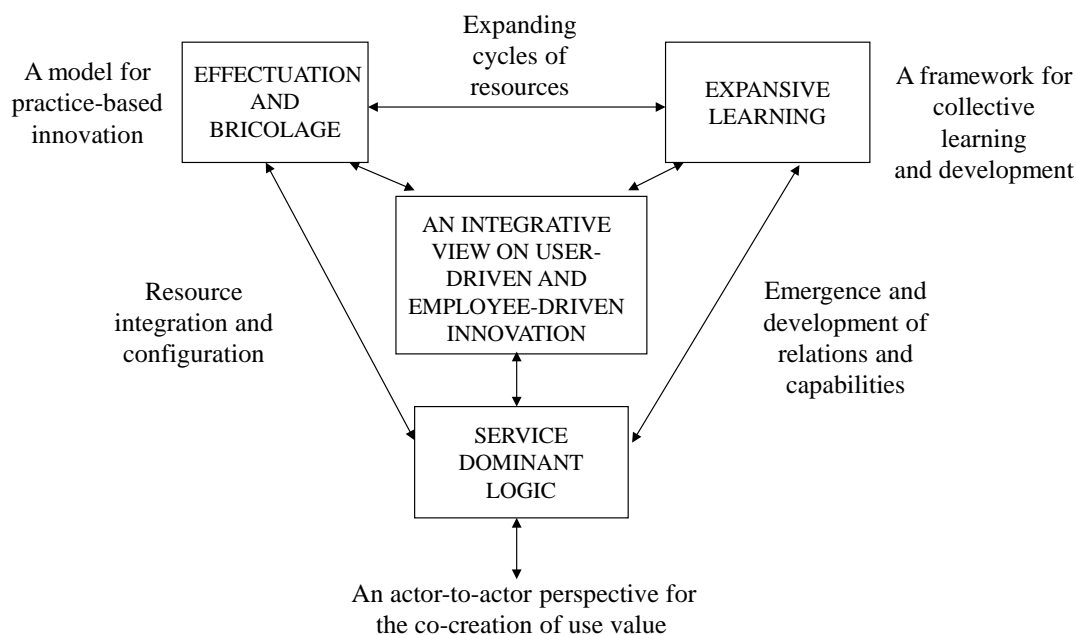 Expanding
cycles of
resources
A model for
practice-based
innovation
EFFECTUATION
AND
BRICOLAGE
EXPANSIVE
LEARNING
A framework for
collective
learning
and development
AN INTEGRATIVE
VIEW ON USER-
DRIVEN AND
EMPLOYEE-DRIVEN
INNOVATION
Resource
integration and
configuration
Emergence and
development of
relations and
capabilities
SERVICE
DOMINANT
LOGIC
An actor-to-actor perspective for
the co-creation of use value